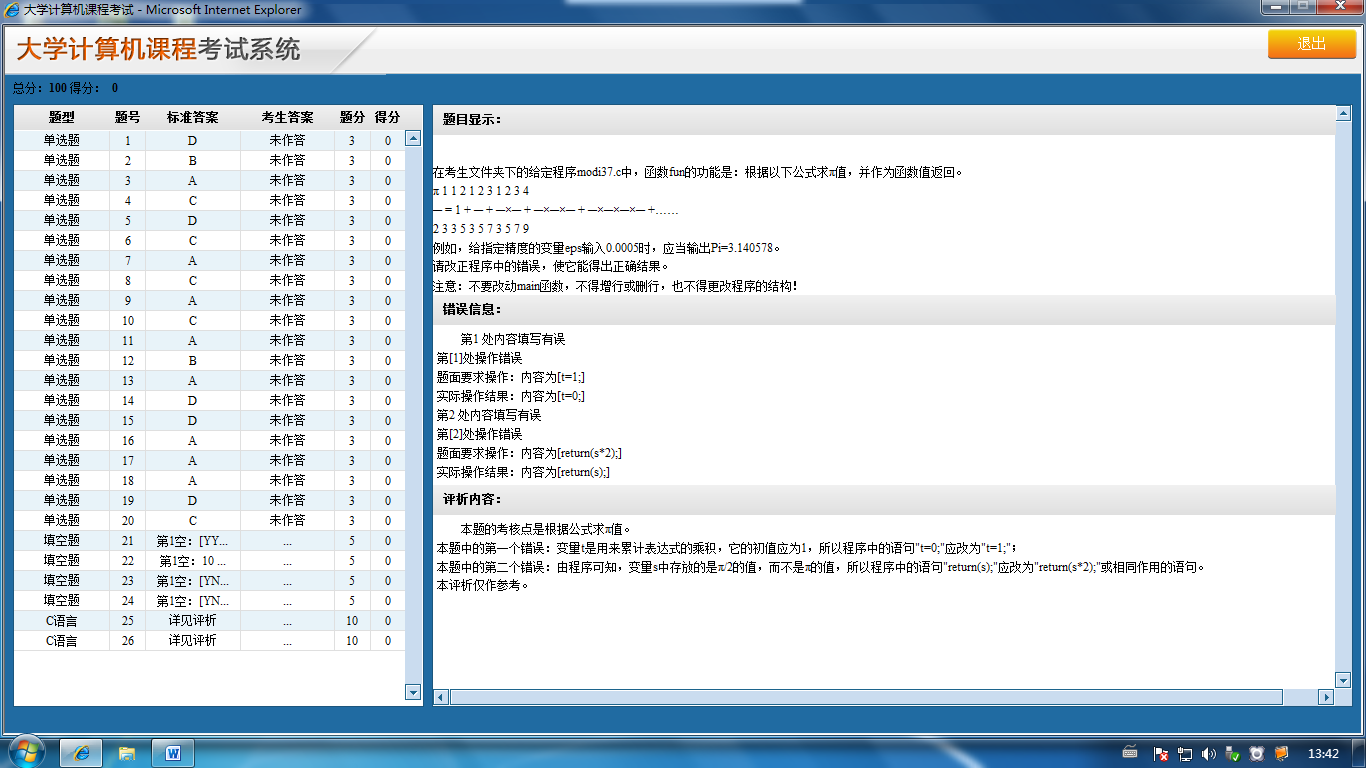 大学计算机课程考试 - Microsoft Internet Explorer
大学计算机课程考试系统
退出
总分：100 得分： 0
题型 题号 标准答案 考生答案 题分 得分
单选题 1 D 未作答 3 0
单选题 2 B 未作答 3 0
单选题 3 A 未作答 3 0
单选题 4 C 未作答 3 0
单选题 5 D 未作答 3 0
单选题 6 C 未作答 3 0
单选题 7 A 未作答 3 0
单选题 8 C 未作答 3 0
单选题 9 A 未作答 3 0
单选题 10 C 未作答 3 0
单选题 11 A 未作答 3 0
单选题 12 B 未作答 3 0
单选题 13 A 未作答 3 0
单选题 14 D 未作答 3 0
单选题 15 D 未作答 3 0
单选题 16 A 未作答 3 0
单选题 17 A 未作答 3 0
单选题 18 A 未作答 3 0
单选题 19 D 未作答 3 0
单选题 20 C 未作答 3 0
填空题 21 第1空：[YY... ... 5 0
填空题 22 第1空：10 ... ... 5 0
填空题 23 第1空：[YN... ... 5 0
填空题 24 第1空：[YN... ... 5 0
C语言 25 详见评析 ... 10 0
C语言 26 详见评析 ... 10 0
题目显示：
在考生文件夹下的给定程序modi37.c中，函数fun的功能是：根据以下公式求π值，并作为函数值返回。
π 1 1 2 1 2 3 1 2 3 4
─ = 1 + ─ + ─×─ + ─×─×─ + ─×─×─×─ +……
2 3 3 5 3 5 7 3 5 7 9
例如，给指定精度的变量eps输入0.0005时，应当输出Pi=3.140578。
请改正程序中的错误，使它能得出正确结果。
注意：不要改动main函数，不得增行或删行，也不得更改程序的结构！
错误信息：
第1 处内容填写有误
第[1]处操作错误
题面要求操作：内容为[t=1;]
实际操作结果：内容为[t=0;]
第2 处内容填写有误
第[2]处操作错误
题面要求操作：内容为[return(s*2);]
实际操作结果：内容为[return(s);]
评析内容：
本题的考核点是根据公式求π值。
本题中的第一个错误：变量t是用来累计表达式的乘积，它的初值应为1，所以程序中的语句"t=0;"应改为"t=1;"；
本题中的第二个错误：由程序可知，变量s中存放的是π/2的值，而不是π的值，所以程序中的语句"return(s);"应改为"return(s*2);"或相同作用的语句。
本评析仅作参考。
13:42